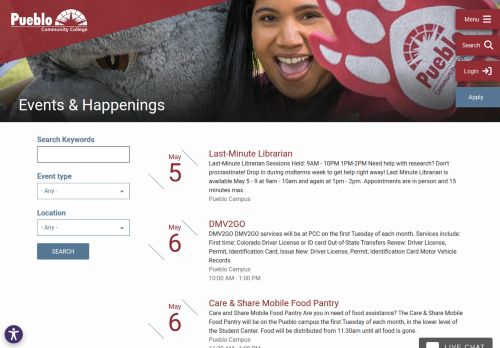 Pueblo
Community College
Menu
Search
Login
Apply
Pueblo
Community
Events & Happenings
Search Keywords
Event type
- Any -
Location
- Any -
SEARCH
May
5
Last-Minute Librarian
Last-Minute Librarian Sessions Held: 9AM - 10PM 1PM-2PM Need help with research? Don't
procrastinate! Drop in during midterms week to get help right away! Last Minute Librarian is
available May 5 - 9 at 9am - 10am and again at 1pm - 2pm. Appointments are in person and 15
minutes max.
Pueblo Campus
May
6
DMV2GO
DMV2GO DMV2GO services will be at PCC on the first Tuesday of each month. Services include:
First time: Colorado Driver License or ID card Out-of-State Transfers Renew: Driver License,
Permit, Identification Card, Issue New: Driver License, Permit, Identification Card Motor Vehicle
Records
Pueblo Campus
10:00 AM - 1:00 PM
May
6
Care & Share Mobile Food Pantry
Care and Share Mobile Food Pantry Are you in need of food assistance? The Care & Share Mobile
Food Pantry will be on the Pueblo campus the first Tuesday of each month, in the lower level of
the Student Center. Food will be distributed from 11:30am until all food is gone.
Pueblo Campus
LIVE CHAT